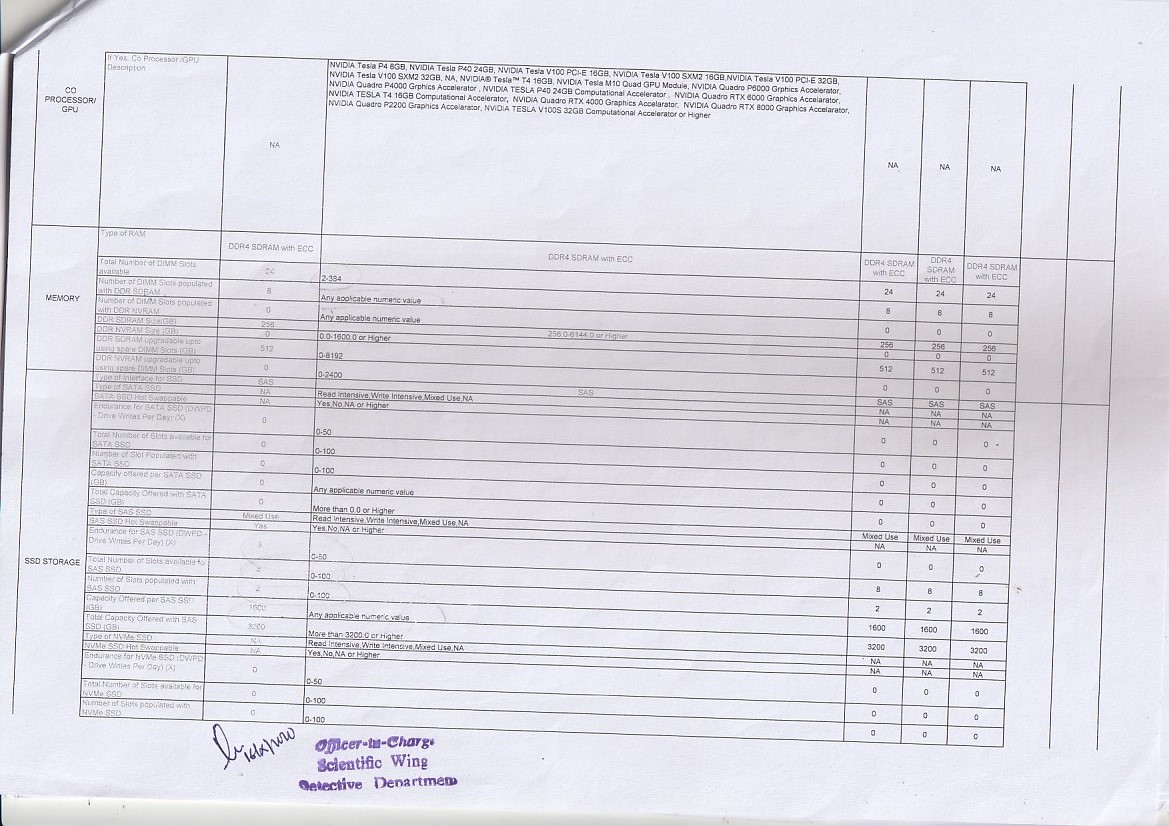 If Yes, Co Processor /GPU
Description
CO
PROCESSOR/
GPU
NA
NVIDIA Tesla P4 8GB, NVIDIA Tesla P40 24GB, NVIDIA Tesla V100 PCI-E 16GB, NVIDIA Tesla V100 SXM2 16GB,NVIDIA Tesla V100 PCI-E 32GB,
NVIDIA Tesla V100 SXM2 32GB, NA, NVIDIA® Tesla™ T4 16GB, NVIDIA Tesla M10 Quad GPU Module, NVIDIA Quadro P6000 Grphics Accelerator,
NVIDIA Quadro P4000 Grphics Accelerator , NVIDIA TESLA P40 24GB Computational Accelerator , NVIDIA Quadro RTX 6000 Graphics Accelarator,
NVIDIA TESLA T4 16GB Computational Accelerator, NVIDIA Quadro RTX 4000 Graphics Accelarator, NVIDIA Quadro RTX 8000 Graphics Accelarator,
NVIDIA Quadro P2200 Graphics Accelarator, NVIDIA TESLA V100S 32GB Computational Accelerator or Higher
NA NA NA
MEMORY
Type of RAM DDR4 SDRAM with ECC DDR4 SDRAM with ECC DDR4 SDRAM with ECC DDR4 SDRAM with ECC DDR4 SDRAM with ECC
Total Number of DIMM Slots
available 24 2-384 24 24 24
Number of DIMM Slots populated
with DDR SDRAM 8 Any applicable numeric value 8 8 8
Number of DIMM Slots populated
with DDR NVRAM 0 Any applicable numeric value 0 0 0
DDR SDRAM Size(GB) 256 256.0-6144.0 or Higher 256 256 256
DDR NVRAM Size (GB) 0 0.0-1600.0 or Higher 0 0 0
DDR SDRAM upgradable upto
using spare DIMM Slots (GB) 512 0-8192 512 512 512
DDR NVRAM upgradable upto
using spare DIMM Slots (GB) 0 0-2400 0 0 0
SSD STORAGE
Type of Interface for SSD SAS SAS SAS SAS SAS
Type of SATA SSD NA Read Intensive,Write Intensive,Mixed Use,NA NA NA NA
SATA SSD Hot Swappable NA Yes,No,NA or Higher NA NA NA
Endurance for SATA SSD (DWPD
- Drive Writes Per Day) (X) 0 0-50 0 0 0
Total Number of Slots available for
SATA SSD 0 0-100 0 0 0
Number of Slot Populated with
SATA SSD 0 0-100 0 0 0
Capacity offered per SATA SSD
(GB) 0 Any applicable numeric value 0 0 0
Total Capacity Offered with SATA
SSD (GB) 0 More than 0.0 or Higher 0 0 0
Type of SAS SSD Mixed Use Read Intensive,Write Intensive,Mixed Use,NA Mixed Use Mixed Use Mixed Use
SAS SSD Hot Swappable Yes Yes,No,NA or Higher NA NA NA
Endurance for SAS SSD (DWPD -
Drive Writes Per Day) (X) 0-50 0 0 0
Total Number of Slots available fo
SAS SSD 0-100 8 8 8
Number of Slots populated with
SAS SSD 2 0-100 2 2 2
Capacity Offered per SAS SSD
(GB) 1600 Any applicable numeric value 1600 1600 1600
Total Capacity Offered with SAS
SSD (GB) 3200 More than 3200.0 or Higher 3200 3200 3200
Type of NVMe SSD NA Read Intensive,Write Intensive,Mixed Use,NA NA NA NA
NVMe SSD Hot Swappable NA Yes,No,NA or Higher NA NA NA
Endurance for NVMe SSD (DWPD
- Drive Writes Per Day) (X) 0 0-50 0 0 0
Total Number of Slots available for
NVMe SSD 0 0-100 0 0 0
Number of Slots populated with
NVMe SSD 0 0-100 0 0 0
Officer-in-Charge
Scientific Wing
Detective Department